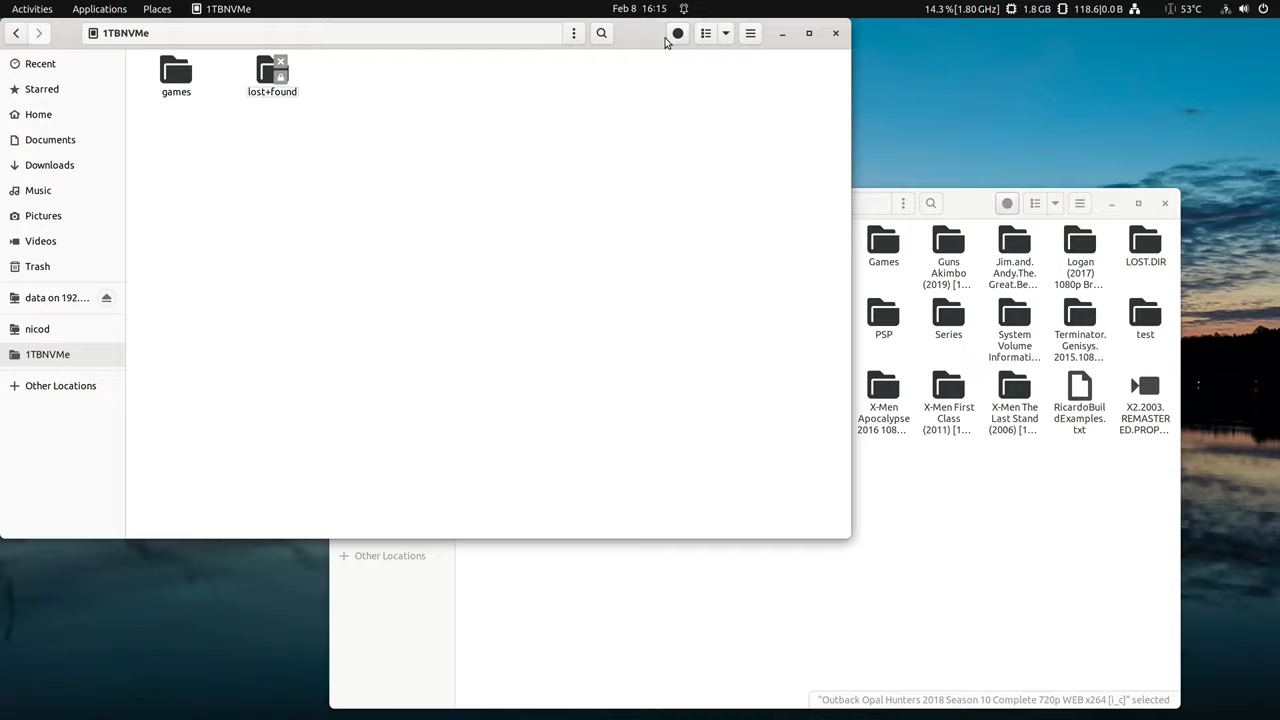 Activities
Applications
Places
1TBNVMe
Feb 8 16:15
14.3 %[1.80 GHz]
1.8GB
118.6|0.0 B
53°C
1TBNVMe
Recent
Starred
Home
Documents
Downloads
Music
Pictures
Videos
Trash
data on 192....
nicod
1TBNVMe
Other Locations
games
lost+found
Games
Guns
Akimbo
(2019) [1...
Jim.and.
Andy.The.
Great.Be...
Logan
(2017)
1080p Br...
LOST.DIR
PSP
Series
System
Volume
Informati...
Terminator.
Genisys.
2015.108...
test
X-Men
Apocalypse
2016 108...
X-Men First
Class
(2011) [1...
X-Men The
Last Stand
(2006) [1...
RicardoBuil
dExamples.
txt
X2.2003.
REMASTER
ED.PROP...
Other Locations
"Outback Opal Hunters 2018 Season 10 Complete 720p WEB x264 [i_c]" selected